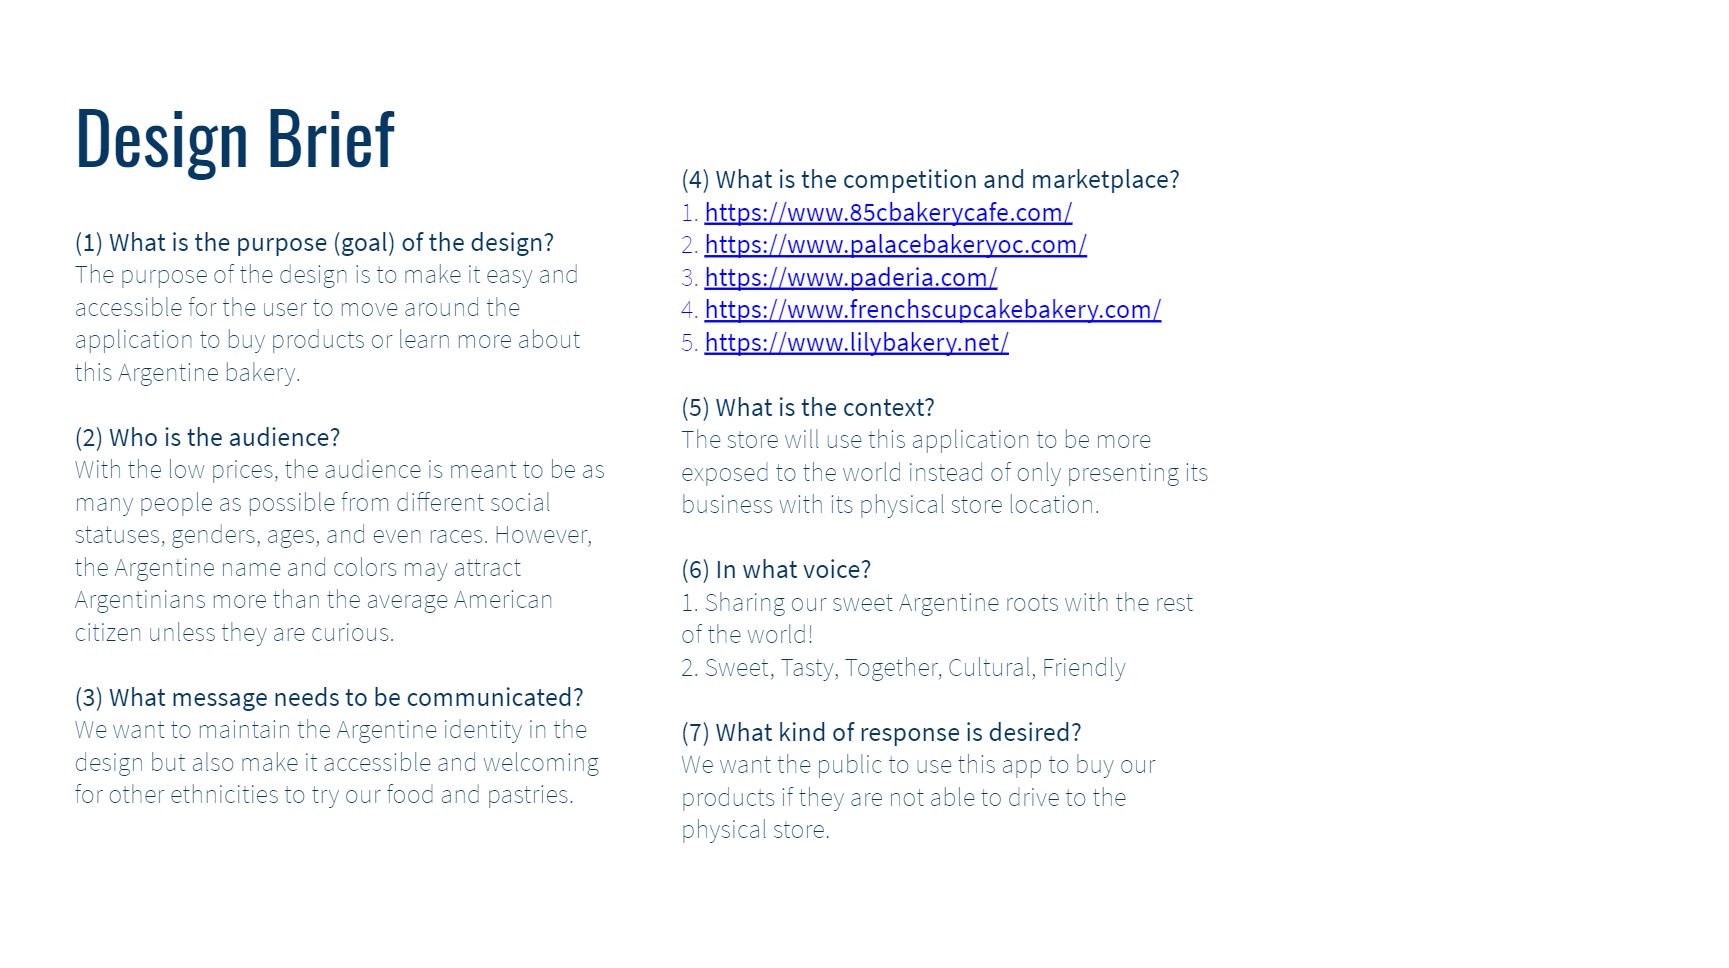 Design Brief
(1) What is the purpose (goal) of the design?
The purpose of the design is to make it easy and
accessible for the user to move around the
application to buy products or learn more about
this Argentine bakery.
(2) Who is the audience?
With the low prices, the audience is meant to be as
many people as possible from different social
statuses, genders, ages, and even races. However,
the Argentine name and colors may attract
Argentinians more than the average American
citizen unless they are curious.
(3) What message needs to be communicated?
We want to maintain the Argentine identity in the
design but also make it accessible and welcoming
for other ethnicities to try our food and pastries.
(4) What is the competition and marketplace?
1. https://www.85cbakerycafe.com/
2. https://www.palacebakeryoc.com/
3. https://www.paderia.com/
4. https://www.frenchscupcakebakery.com/
5. https://www.lilybakery.net/
(5) What is the context?
The store will use this application to be more
exposed to the world instead of only presenting its
business with its physical store location.
(6) In what voice?
1. Sharing our sweet Argentine roots with the rest
of the world!
2. Sweet, Tasty, Together, Cultural, Friendly
(7) What kind of response is desired?
We want the public to use this app to buy our
products if they are not able to drive to the
physical store.